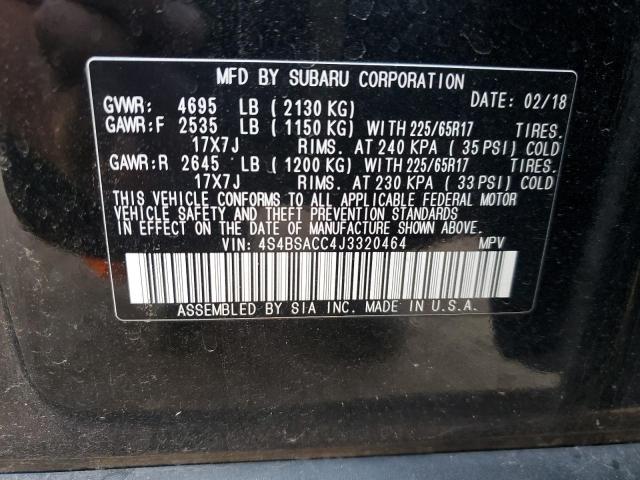 MFD BY SUBARU CORPORATION
GVWR: 4695 LB (2130 KG) DATE: 02/18
GAWR:F 2535 LB (1150 KG) WITH 225/65R17 TIRES.
17X7J RIMS. AT 240 KPA (35 PSI) COLD
GAWR:R 2645 LB (1200 KG) WITH 225/65R17 TIRES.
17X7J RIMS. AT 230 KPA (33 PSI) COLD
THIS VEHICLE CONFORMS TO ALL APPLICABLE FEDERAL MOTOR
VEHICLE SAFETY AND THEFT PREVENTION STANDARDS
IN EFFECT ON THE DATE OF MANUFACTURE SHOWN ABOVE.
VIN: 4S4BSACC4J3320464 MPV
ASSEMBLED BY SIA INC. MADE IN U.S.A.